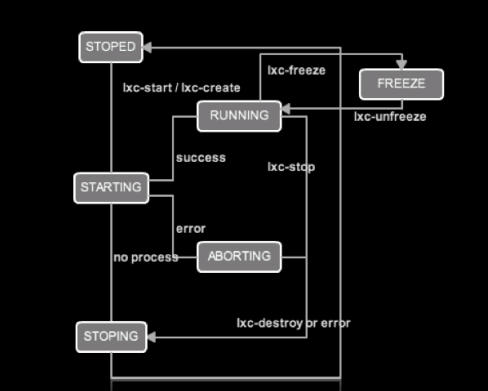 STOPED
lxc-freeze
FREEZE
lxc-start / lxc-create
RUNNING
lxc-unfreeze
success
lxc-stop
STARTING
error
no process
ABORTING
lxc-destroy or error
STOPING